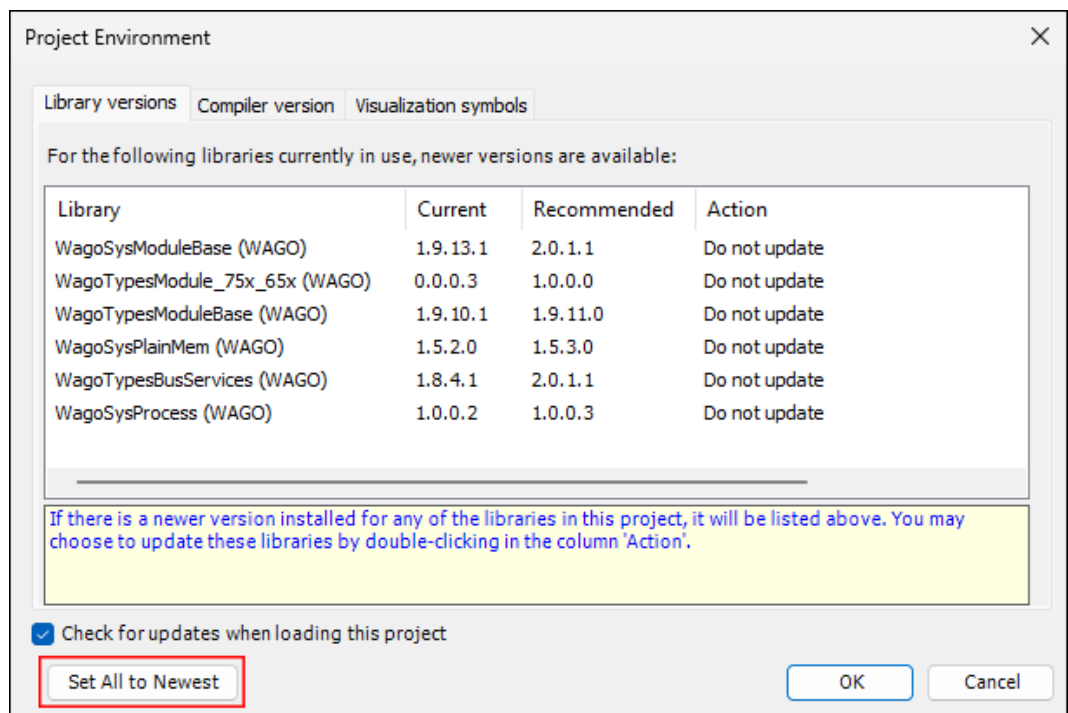 Project Environment
Library versions Compiler version Visualization symbols
For the following libraries currently in use, newer versions are available:
Library Current Recommended Action
WagoSysModuleBase (WAGO) 1.9.13.1 2.0.1.1 Do not update
WagoTypesModule_75x_65x (WAGO) 0.0.0.3 1.0.0.0 Do not update
WagoTypesModuleBase (WAGO) 1.9.10.1 1.9.11.0 Do not update
WagoSysPlainMem (WAGO) 1.5.2.0 1.5.3.0 Do not update
WagoTypesBusServices (WAGO) 1.8.4.1 2.0.1.1 Do not update
WagoSysProcess (WAGO) 1.0.0.2 1.0.0.3 Do not update
If there is a newer version installed for any of the libraries in this project, it will be listed above. You may
choose to update these libraries by double-clicking in the column 'Action'.
Check for updates when loading this project
Set All to Newest OK Cancel